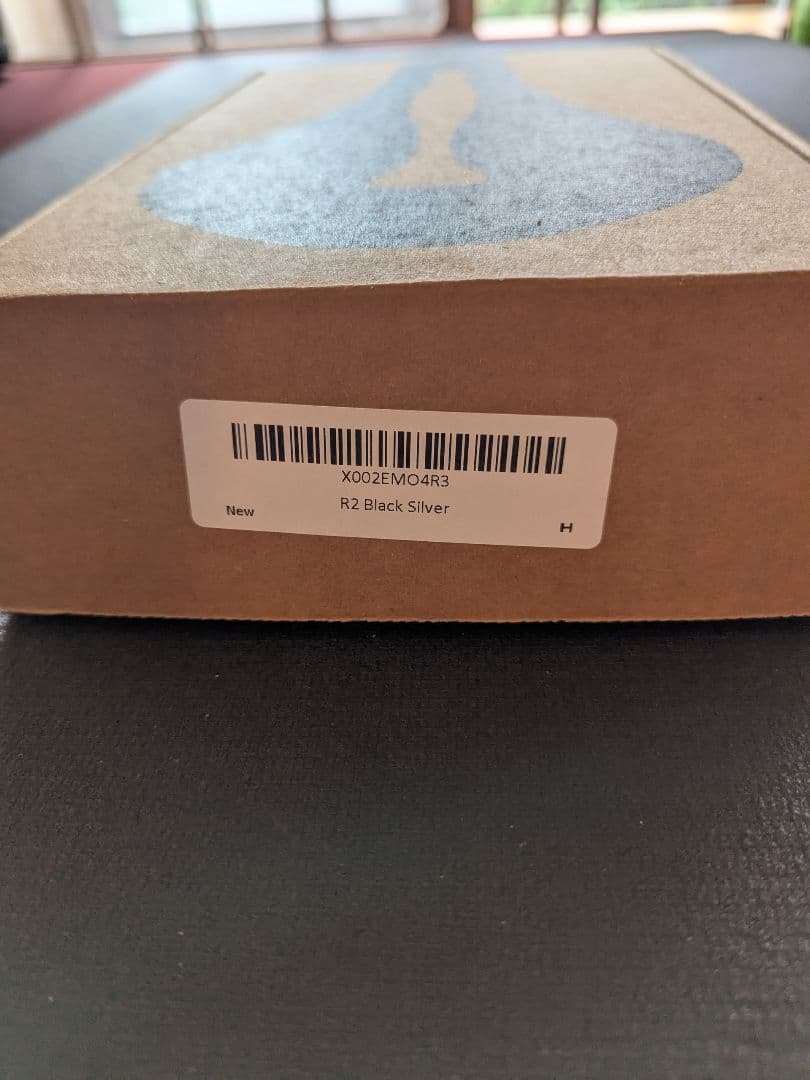 X002EMO4R3
R2 Black Silver
New
H